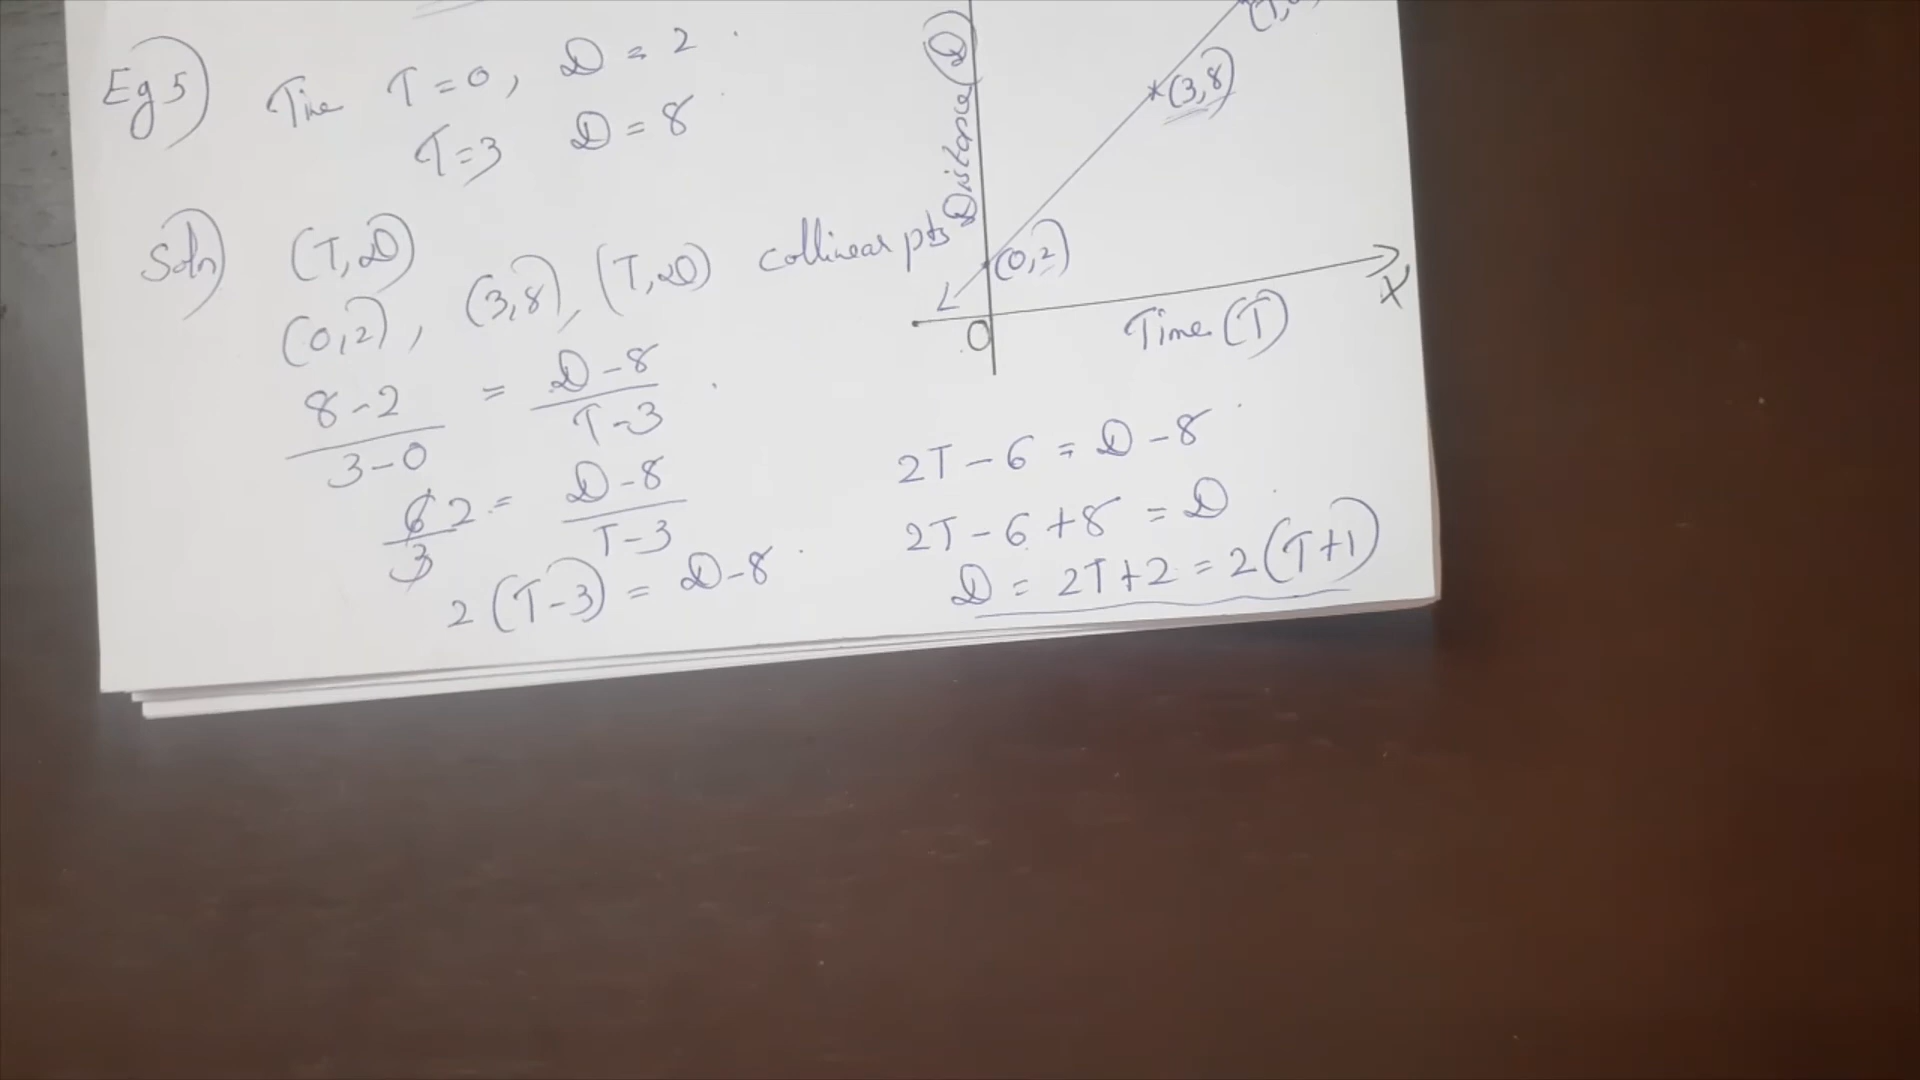 Eg 5) Time T = 0, D = 2
T = 3 D = 8
Soln) (T, D)
(0,2), (3,8), (T, D) collinear pts
8 - 2 / 3 - 0 = D - 8 / T - 3
6/3 2 = D - 8 / T - 3
2 (T - 3) = D - 8
Distance (D)
(3,8)
(0,2)
L
O
Time (T)
X
2T - 6 = D - 8
2T - 6 + 8 = D
D = 2T + 2 = 2 (T + 1)